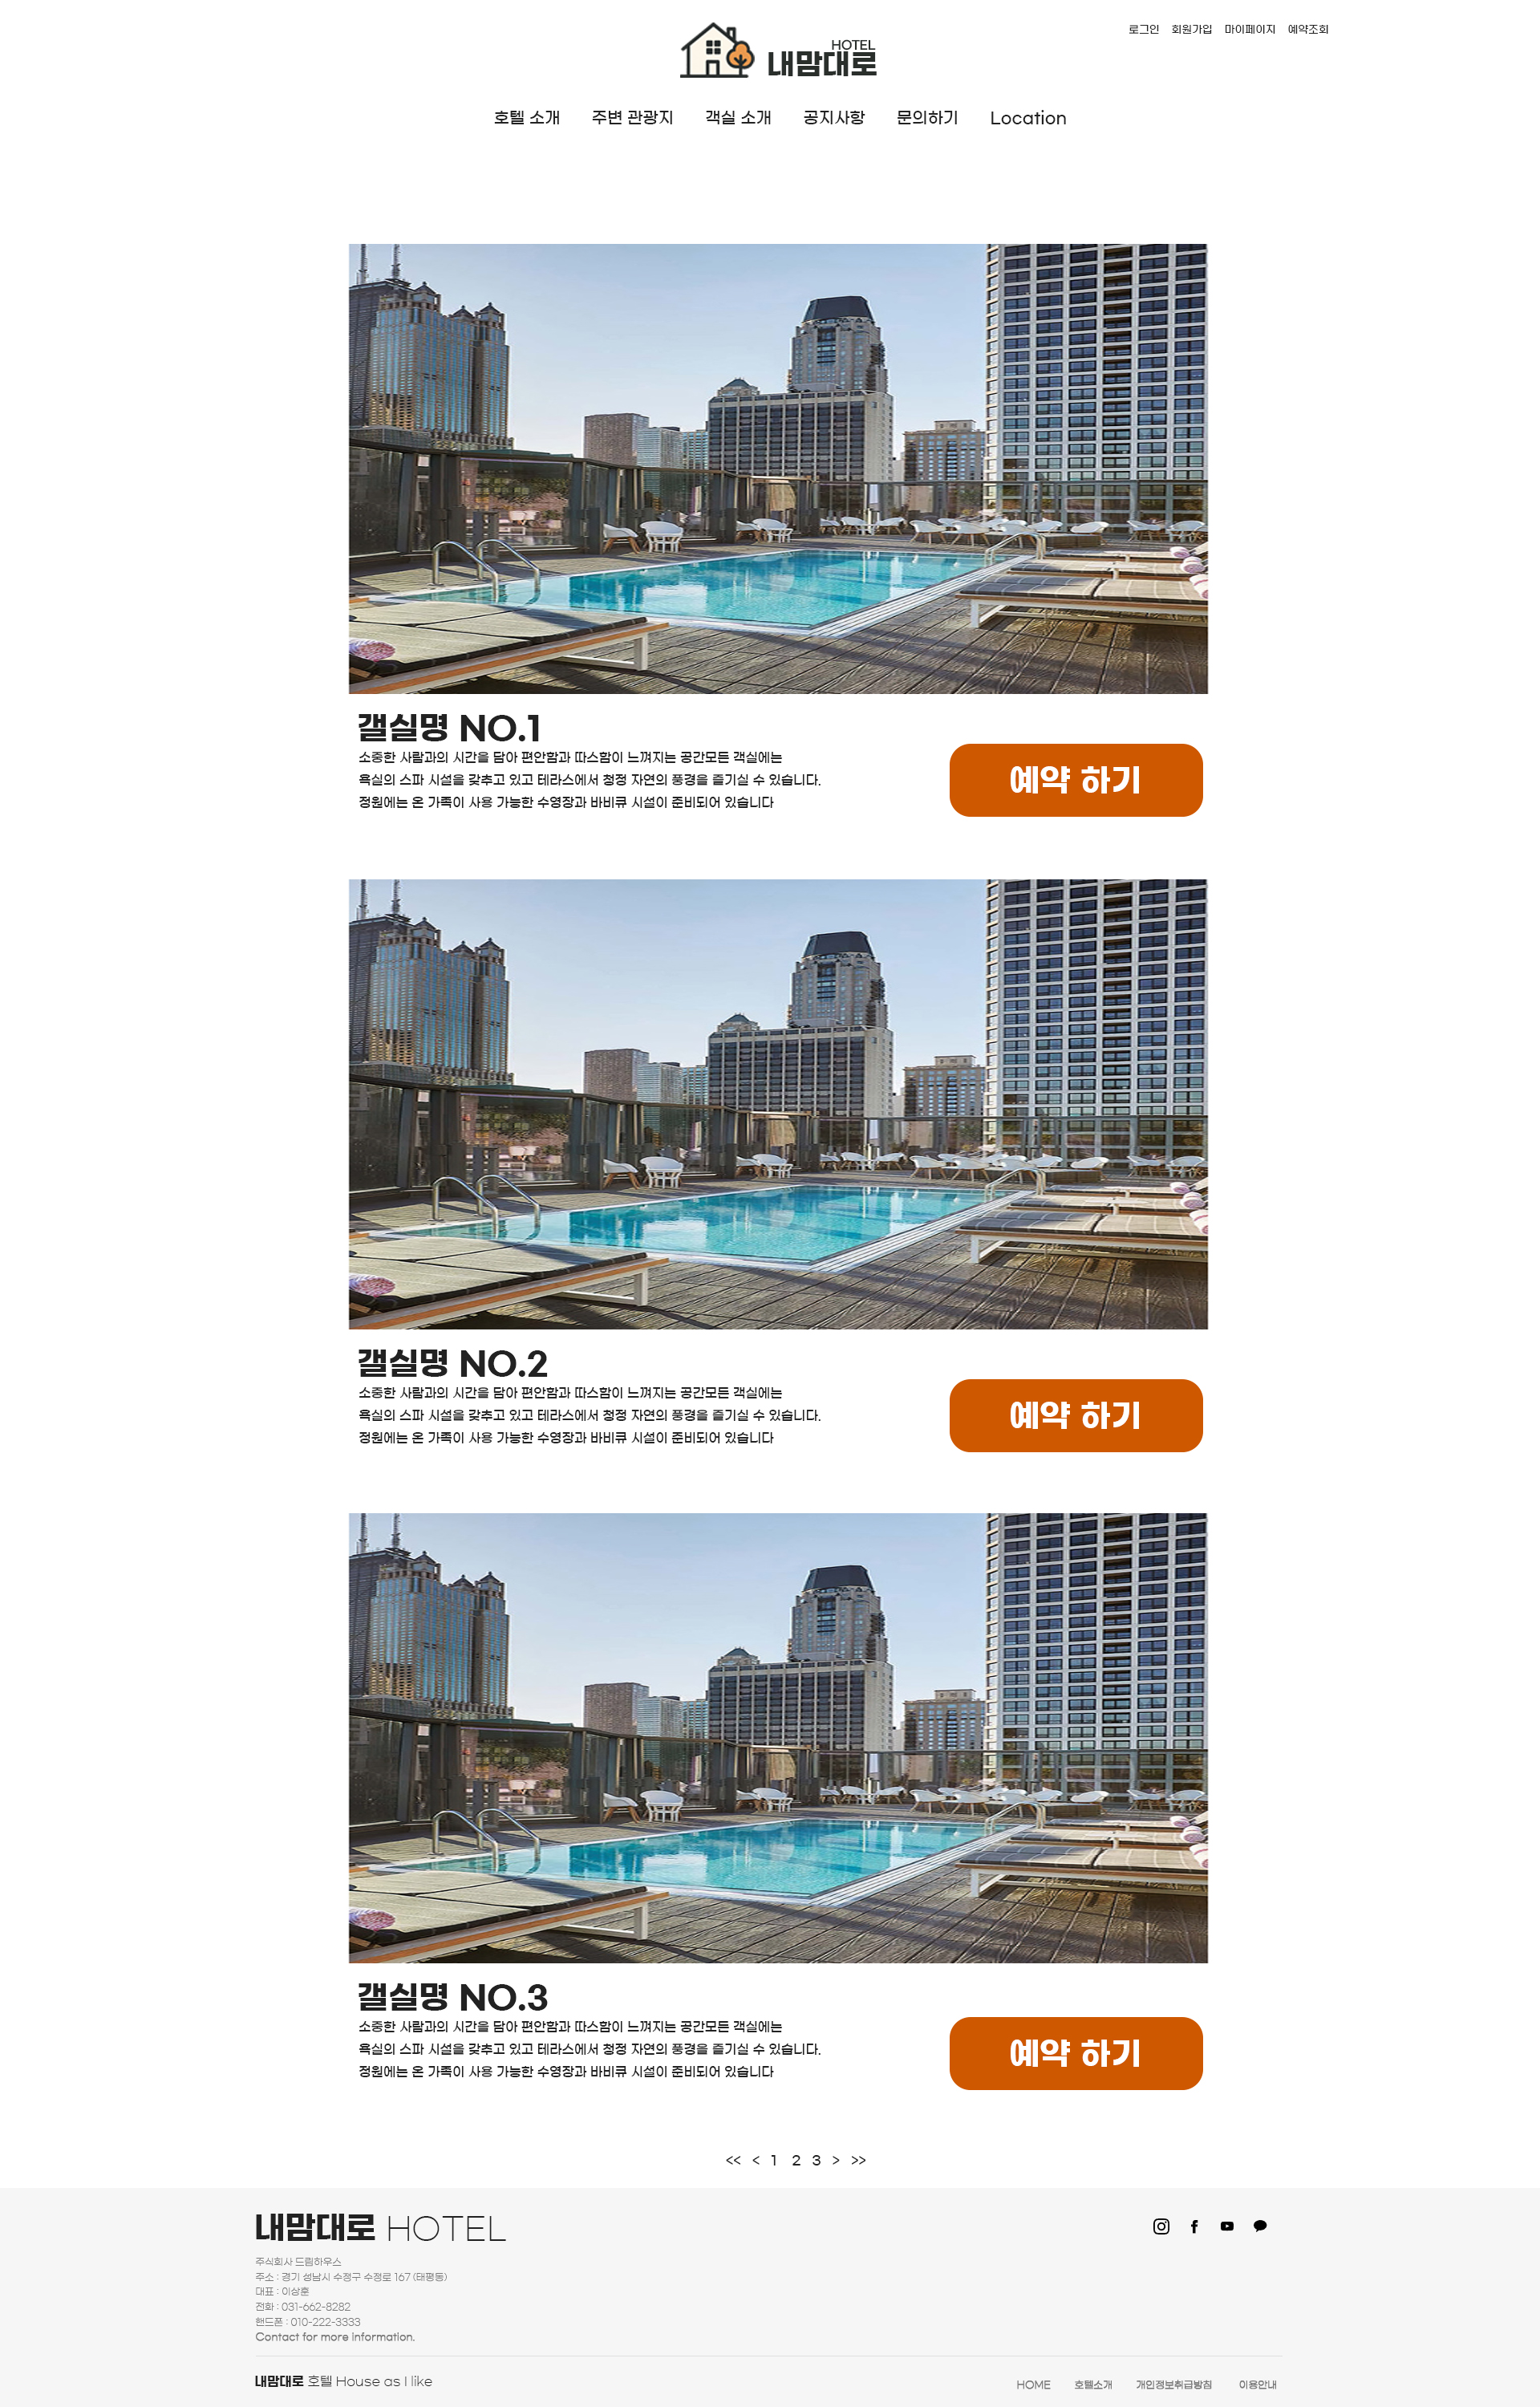 로그인 회원가입 마이페이지 예약조회
HOTEL
내맘대로
호텔 소개 주변 관광지 객실 소개 공지사항 문의하기 Location
갤실명 NO.1
소중한 사람과의 시간을 담아 편안함과 따스함이 느껴지는 공간모든 객실에는
욕실의 스파 시설을 갖추고 있고 테라스에서 청정 자연의 풍경을 즐기실 수 있습니다.
정원에는 온 가족이 사용 가능한 수영장과 바비큐 시설이 준비되어 있습니다
예약 하기
갤실명 NO.2
소중한 사람과의 시간을 담아 편안함과 따스함이 느껴지는 공간모든 객실에는
욕실의 스파 시설을 갖추고 있고 테라스에서 청정 자연의 풍경을 즐기실 수 있습니다.
정원에는 온 가족이 사용 가능한 수영장과 바비큐 시설이 준비되어 있습니다
예약 하기
갤실명 NO.3
소중한 사람과의 시간을 담아 편안함과 따스함이 느껴지는 공간모든 객실에는
욕실의 스파 시설을 갖추고 있고 테라스에서 청정 자연의 풍경을 즐기실 수 있습니다.
정원에는 온 가족이 사용 가능한 수영장과 바비큐 시설이 준비되어 있습니다
예약 하기
<< < 1 2 3 > >>
내맘대로 HOTEL
주식회사 드림하우스
주소 : 경기 성남시 수정구 수정로 167 (태평동)
대표 : 이상훈
전화 : 031-662-8282
핸드폰 : 010-222-3333
Contact for more information.
내맘대로 호텔 House as I like
HOME 호텔소개 개인정보취급방침 이용안내